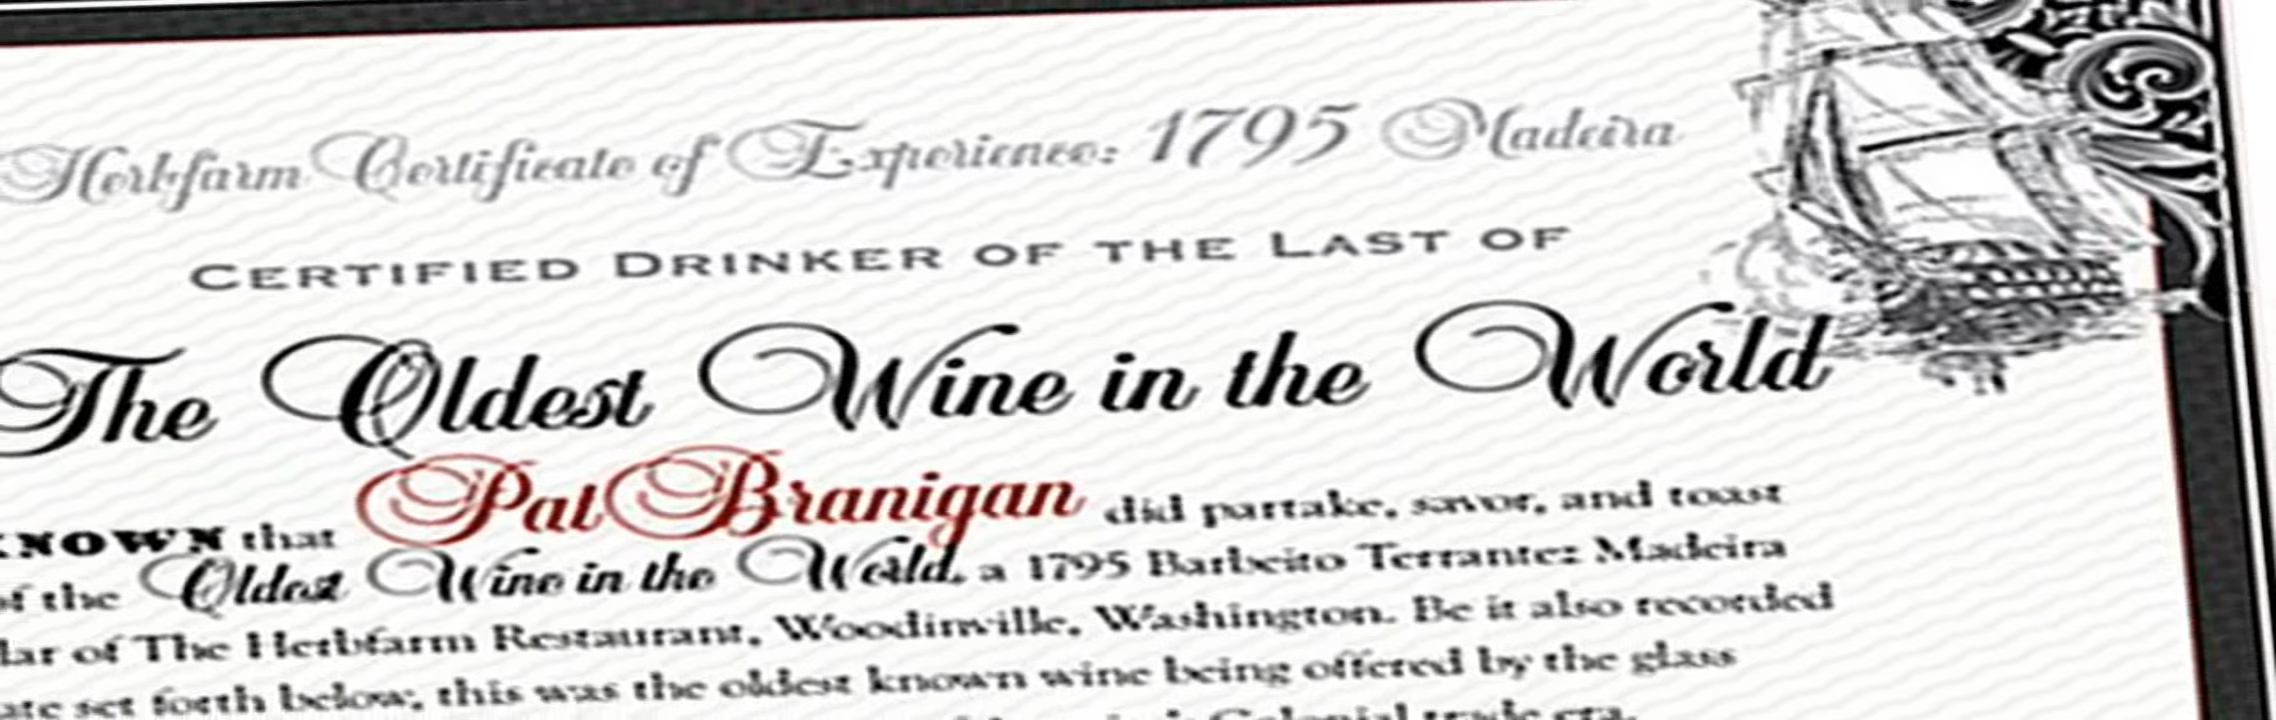 Herbfarm Certificate of Experience: 1795 Madeira
CERTIFIED DRINKER OF THE LAST OF
The Oldest Wine in the World
KNOWN that Pat Branigan did partake, savor, and toast
of the Oldest Wine in the World, a 1795 Barbeito Terrantez Madeira
lar of The Herbfarm Restaurant, Woodinville, Washington. Be it also recorded
ate set forth below, this was the oldest known wine being offered by the glass
Colonial trade era.